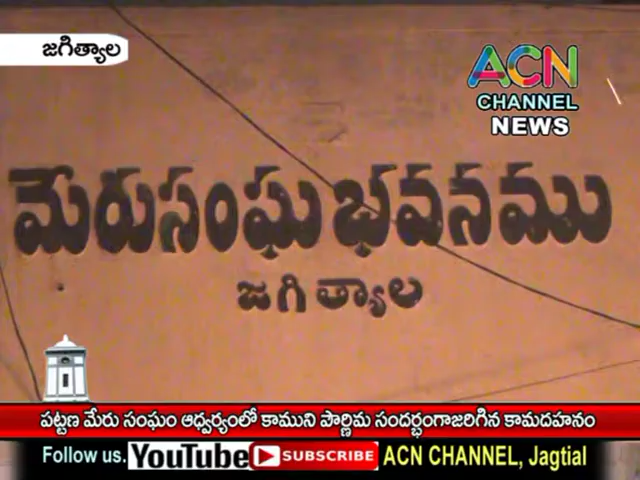 జగిత్యాల
ACN
CHANNEL
NEWS
మేరుసంఘు భవనము
జగిత్యాల
పట్టణ మేరు సంఘం ఆధ్వర్యంలో కాముని పౌర్ణిమ సందర్భంగాజరిగిన కామదహనం
Follow us. YouTube SUBSCRIBE ACN CHANNEL, Jagtial